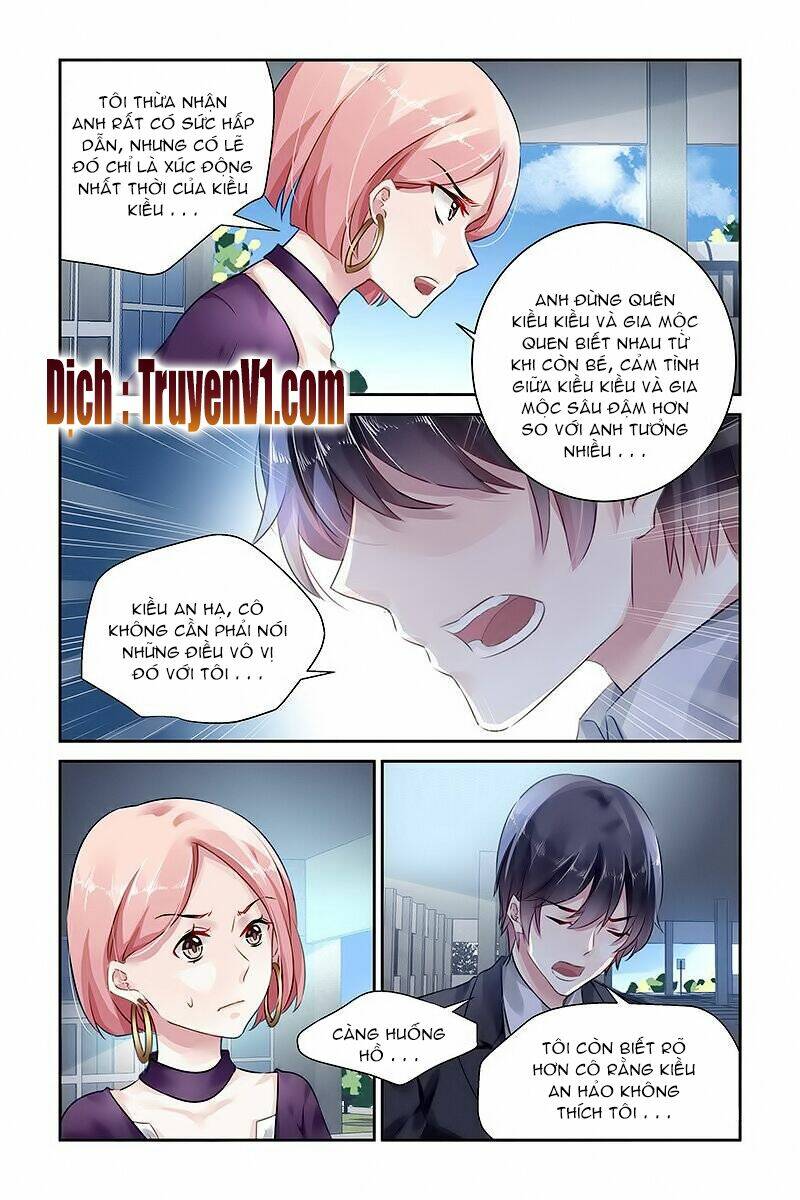 TÔI THỪA NHẬN
ANH RẤT CÓ SỨC HẤP
DẪN, NHƯNG CÓ LẼ
ĐÓ CHỈ LÀ XÚC ĐỘNG
NHẤT THỜI CỦA KIỀU
KIỀU . . .
ANH ĐỪNG QUÊN
KIỀU KIỀU VÀ GIA MỘC
QUEN BIẾT NHAU TỪ
KHI CÒN BÉ, CẢM TÌNH
GIỮA KIỀU KIỀU VÀ GIA
MỘC SÂU ĐẬM HƠN
SO VỚI ANH TƯỞNG
NHIỀU . . .
Dịch : TruyenV1.com
KIỀU AN HẠ, CÔ
KHÔNG CẦN PHẢI NÓI
NHỮNG ĐIỀU VÔ VỊ
ĐÓ VỚI TÔI . . .
CÀNG HUỐNG
HỒ . . .
TÔI CÒN BIẾT RÕ
HƠN CÔ RẰNG KIỀU
AN HẢO KHÔNG
THÍCH TÔI . . .